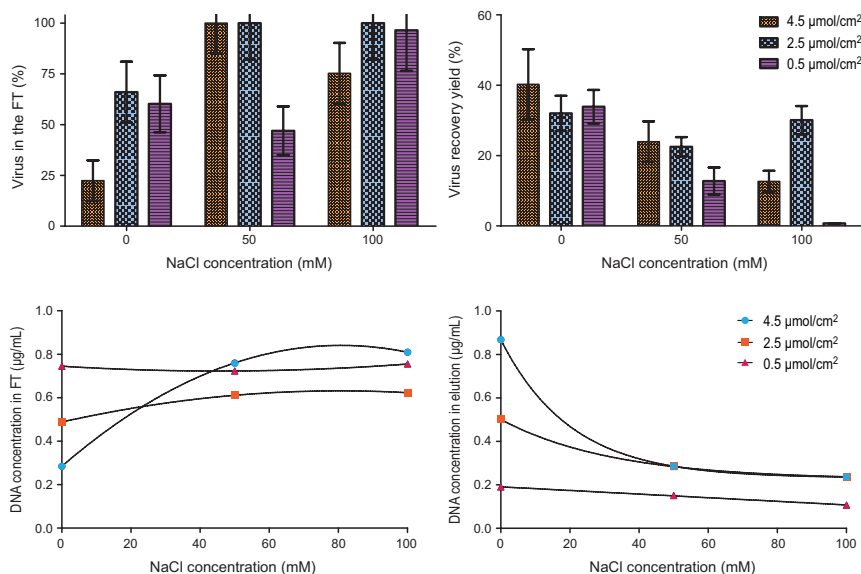 Virus in the FT (%)
100
75
50
25
0
0
50
100
NaCl concentration (mM)
Virus recovery yield (%)
60
40
20
0
0
50
100
NaCl concentration (mM)
4.5 µmol/cm²
2.5 µmol/cm²
0.5 µmol/cm²
DNA concentration in FT (µg/mL)
1.0
0.8
0.6
0.4
0.2
0.0
0
20
40
60
80
100
NaCl concentration (mM)
DNA concentration in elution (µg/mL)
1.0
0.8
0.6
0.4
0.2
0.0
0
20
40
60
80
100
NaCl concentration (mM)
4.5 µmol/cm²
2.5 µmol/cm²
0.5 µmol/cm²